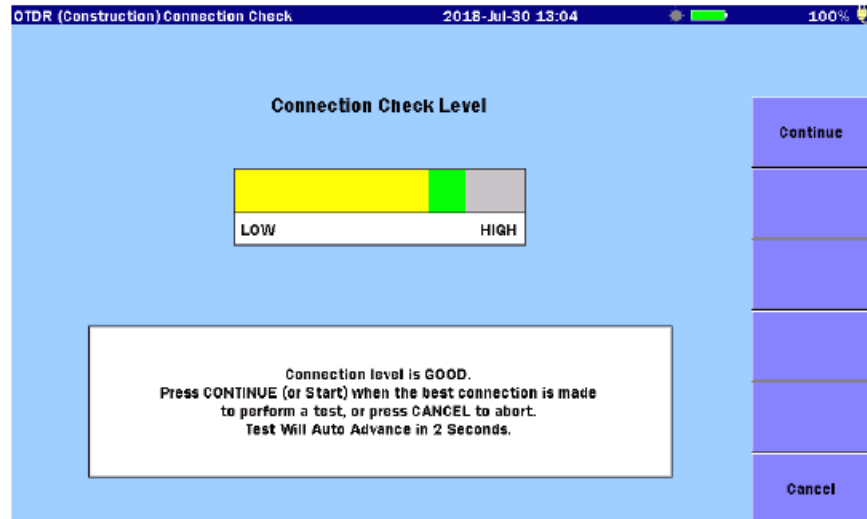 OTDR (Construction) Connection Check 2018-Jul-30 13:04 100%
Connection Check Level
Continue
LOW HIGH
Connection level is GOOD.
Press CONTINUE (or Start) when the best connection is made
to perform a test, or press CANCEL to abort.
Test Will Auto Advance in 2 Seconds.
Cancel